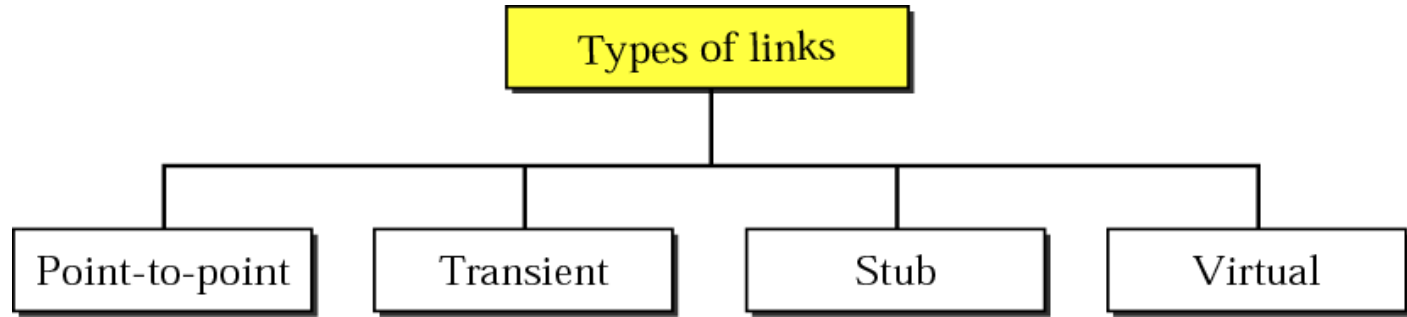 Types of links
Point-to-point
Transient
Stub
Virtual